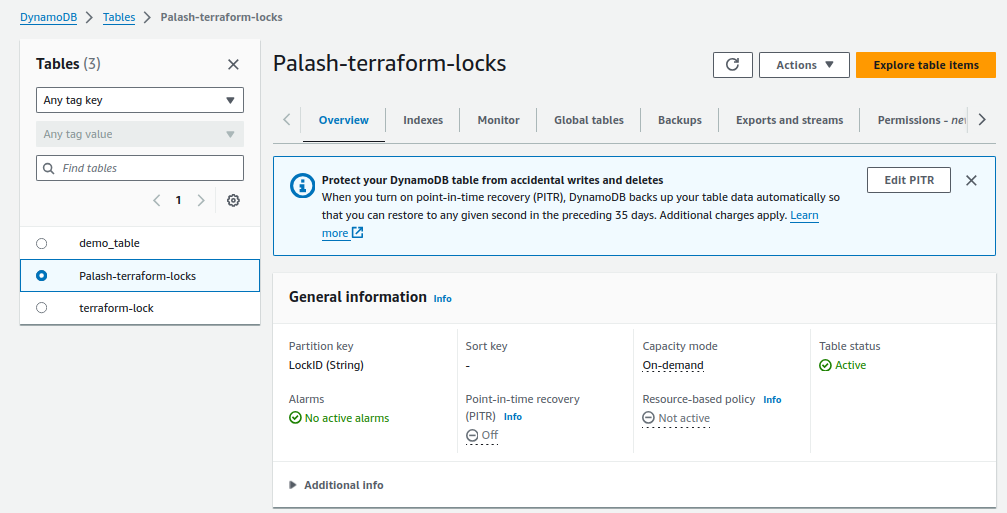 DynamoDB > Tables > Palash-terraform-locks
Tables (3)
Any tag key
Any tag value
Find tables
1
demo_table
Palash-terraform-locks
terraform-lock
Palash-terraform-locks
Actions
Explore table items
Overview
Indexes
Monitor
Global tables
Backups
Exports and streams
Permissions -
Protect your DynamoDB table from accidental writes and deletes
When you turn on point-in-time recovery (PITR), DynamoDB backs up your table data automatically so
that you can restore to any given second in the preceding 35 days. Additional charges apply. Learn
more
Edit PITR
General information Info
Partition key
LockID (String)
Sort key
-
Capacity mode
On-demand
Table status
Active
Alarms
No active alarms
Point-in-time recovery
(PITR) Info
Off
Resource-based policy Info
Not active
Additional info